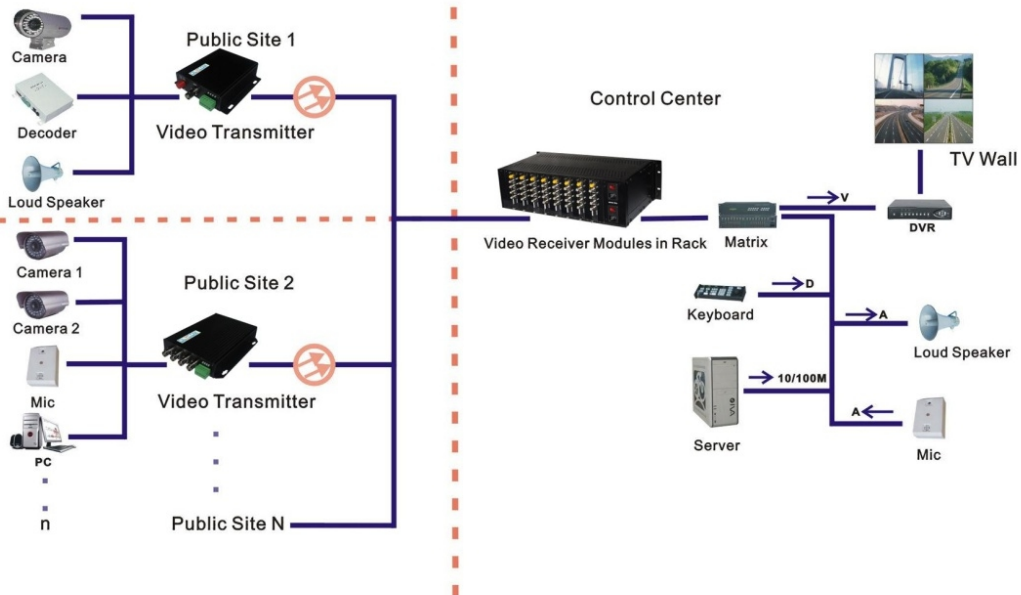 Public Site 1
Camera
Decoder
Video Transmitter
Loud Speaker
Camera 1
Public Site 2
Camera 2
Mic
Video Transmitter
PC
n
Public Site N
Control Center
TV Wall
V
DVR
Video Receiver Modules in Rack
Matrix
D
Keyboard
A
Loud Speaker
10/100M
Server
A
Mic